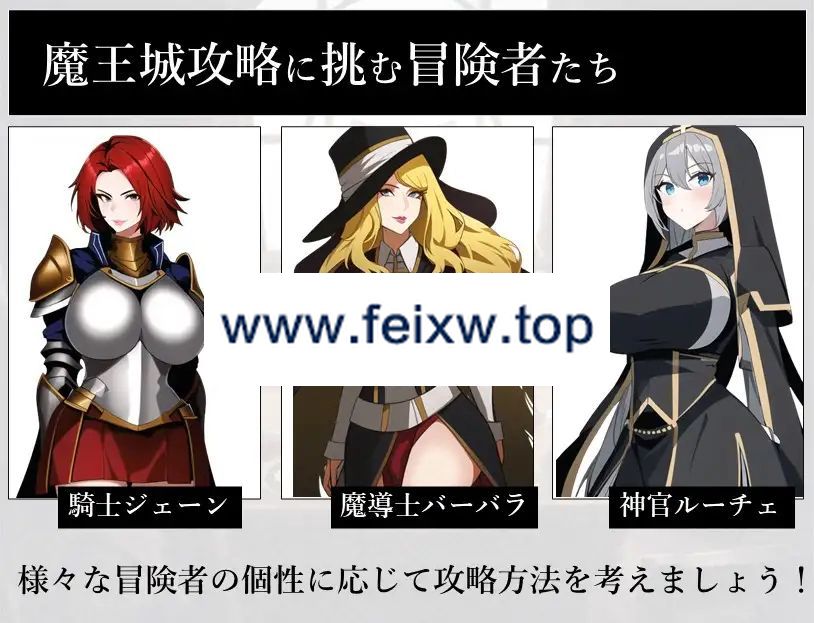 魔王城攻略に挑む冒険者たち
www.feixw.top
騎士ジェーン
魔導士バーバラ
神官ルーチェ
様々な冒険者の個性に応じて攻略方法を考えましょう!